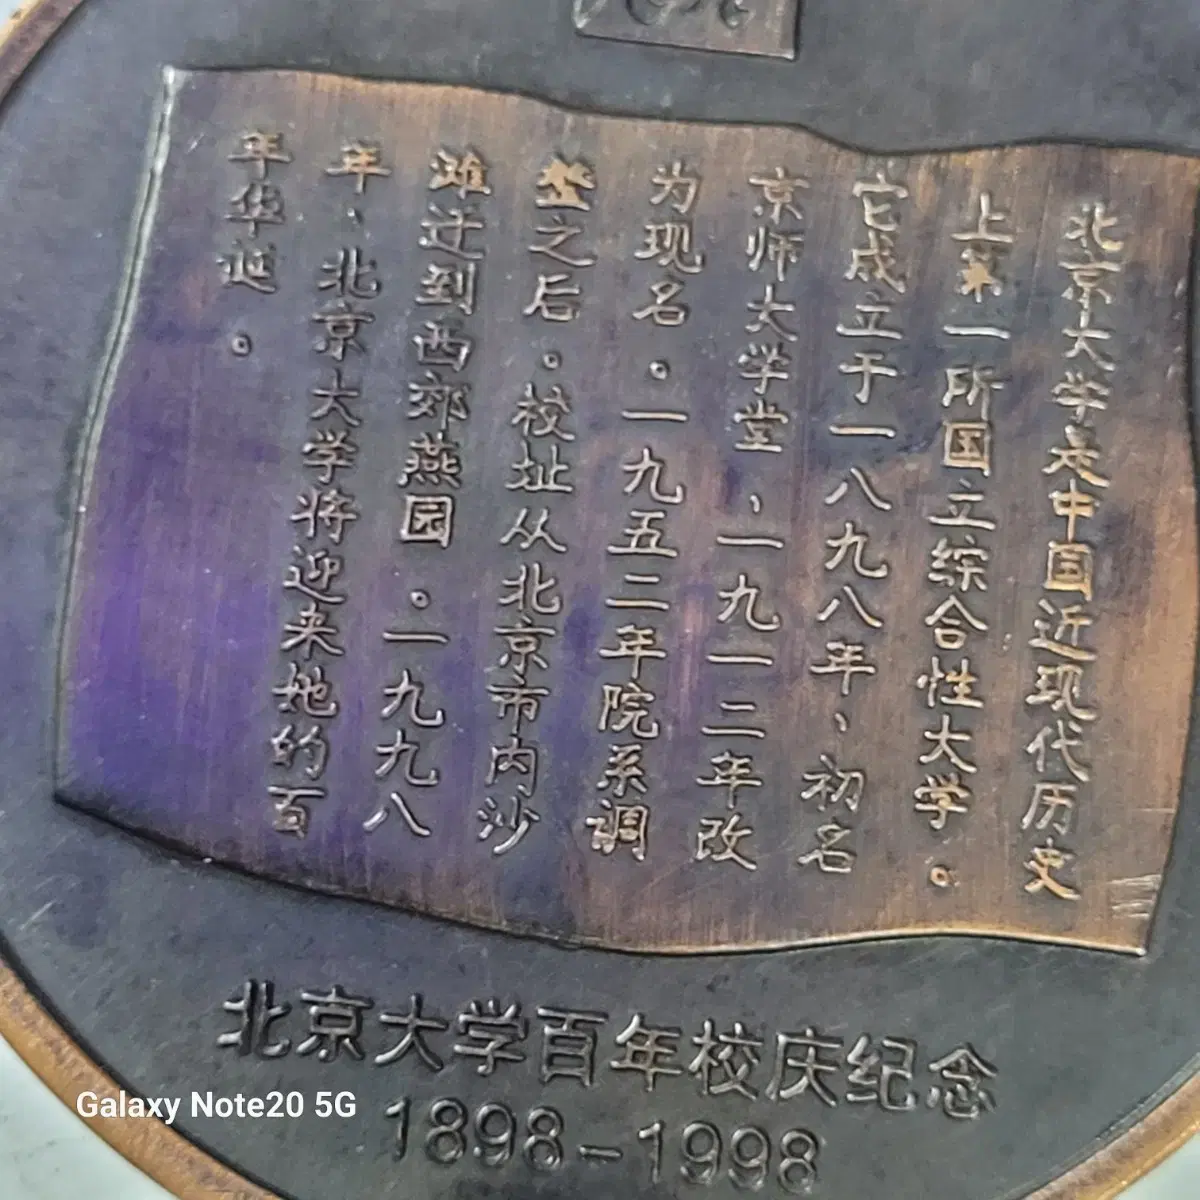 北京大学是中国近现代历史
上第一所国立综合性大学。
它成立于一八九八年、初名
京师大学堂、一九一二年改
为现名。一九五二年院系调
整之后。校址从北京市内沙
滩迁到西郊燕园。一九九八
年、北京大学将迎来她的百
年华诞。
北京大学百年校庆纪念
1898-1998
Galaxy Note20 5G